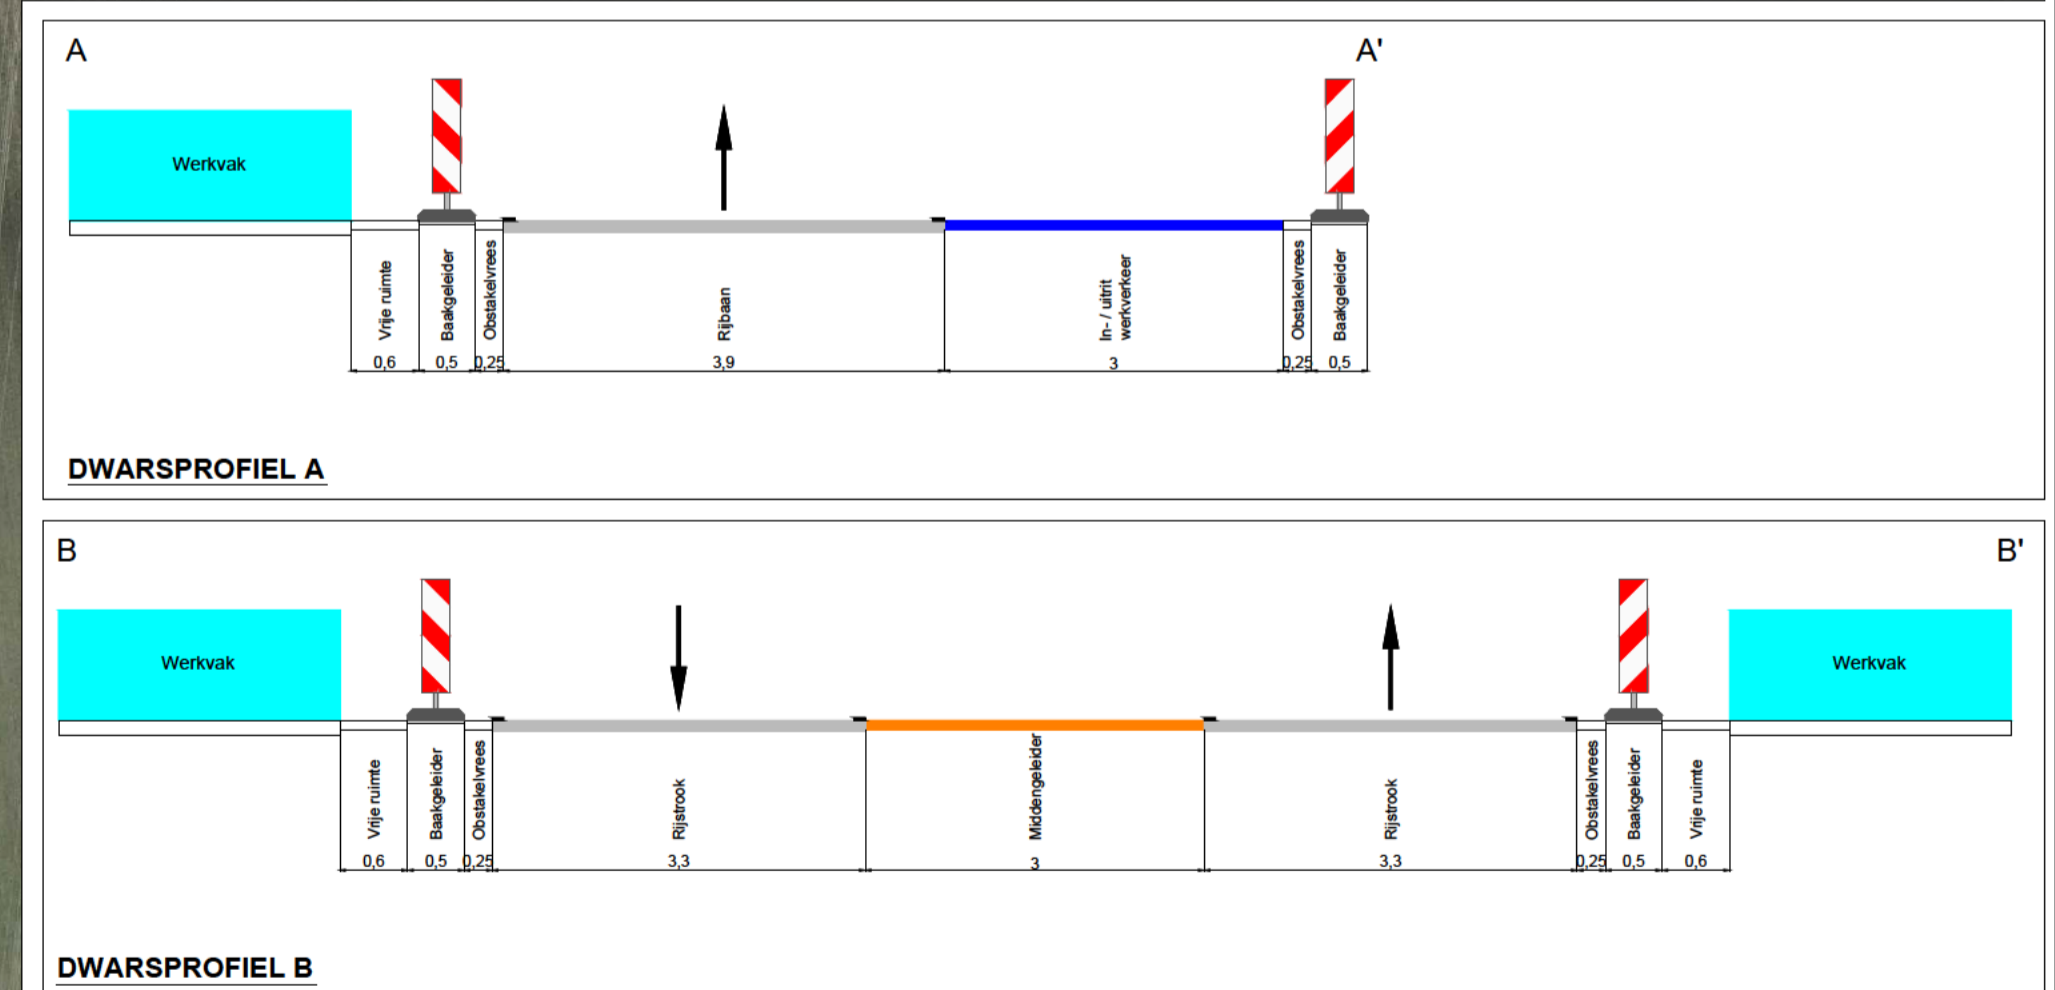 A
A'
Werkvak
Vrije ruimte
Baakgeleider
Obstakelvrees
Rijbaan
In- / uitrit
werkverkeer
Obstakelvrees
Baakgeleider
0,6
0,5
0,25
3,9
3
0,25
0,5
DWARSPROFIEL A
B
B'
Werkvak
Werkvak
Vrije ruimte
Baakgeleider
Obstakelvrees
Rijstrook
Middengeleider
Rijstrook
Obstakelvrees
Baakgeleider
Vrije ruimte
0,6
0,5
0,25
3,3
3
3,3
0,25
0,5
0,6
DWARSPROFIEL B